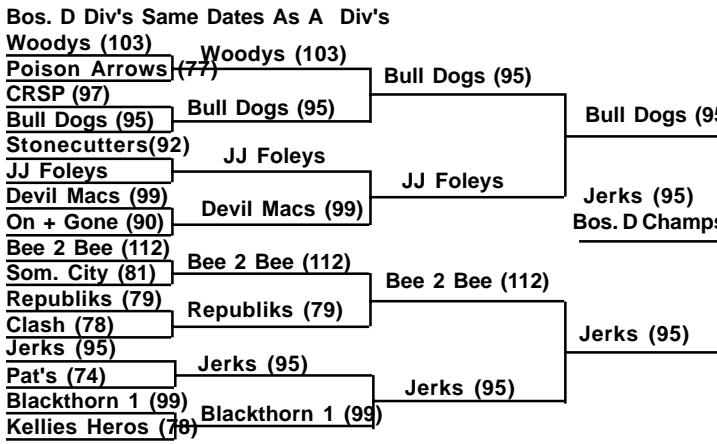 Bos. D Div's Same Dates As A Div's
Woodys (103)
Poison Arrows (77)
CRSP (97)
Bull Dogs (95)
Stonecutters(92)
JJ Foleys
Devil Macs (99)
On + Gone (90)
Bee 2 Bee (112)
Som. City (81)
Republiks (79)
Clash (78)
Jerks (95)
Pat's (74)
Blackthorn 1 (99)
Kellies Heros (78)
Woodys (103)
Bull Dogs (95)
JJ Foleys
Devil Macs (99)
Bee 2 Bee (112)
Republiks (79)
Jerks (95)
Blackthorn 1 (99)
Bull Dogs (95)
JJ Foleys
Bee 2 Bee (112)
Jerks (95)
Bull Dogs (95
Jerks (95)
Jerks (95)
Bos. D Champs